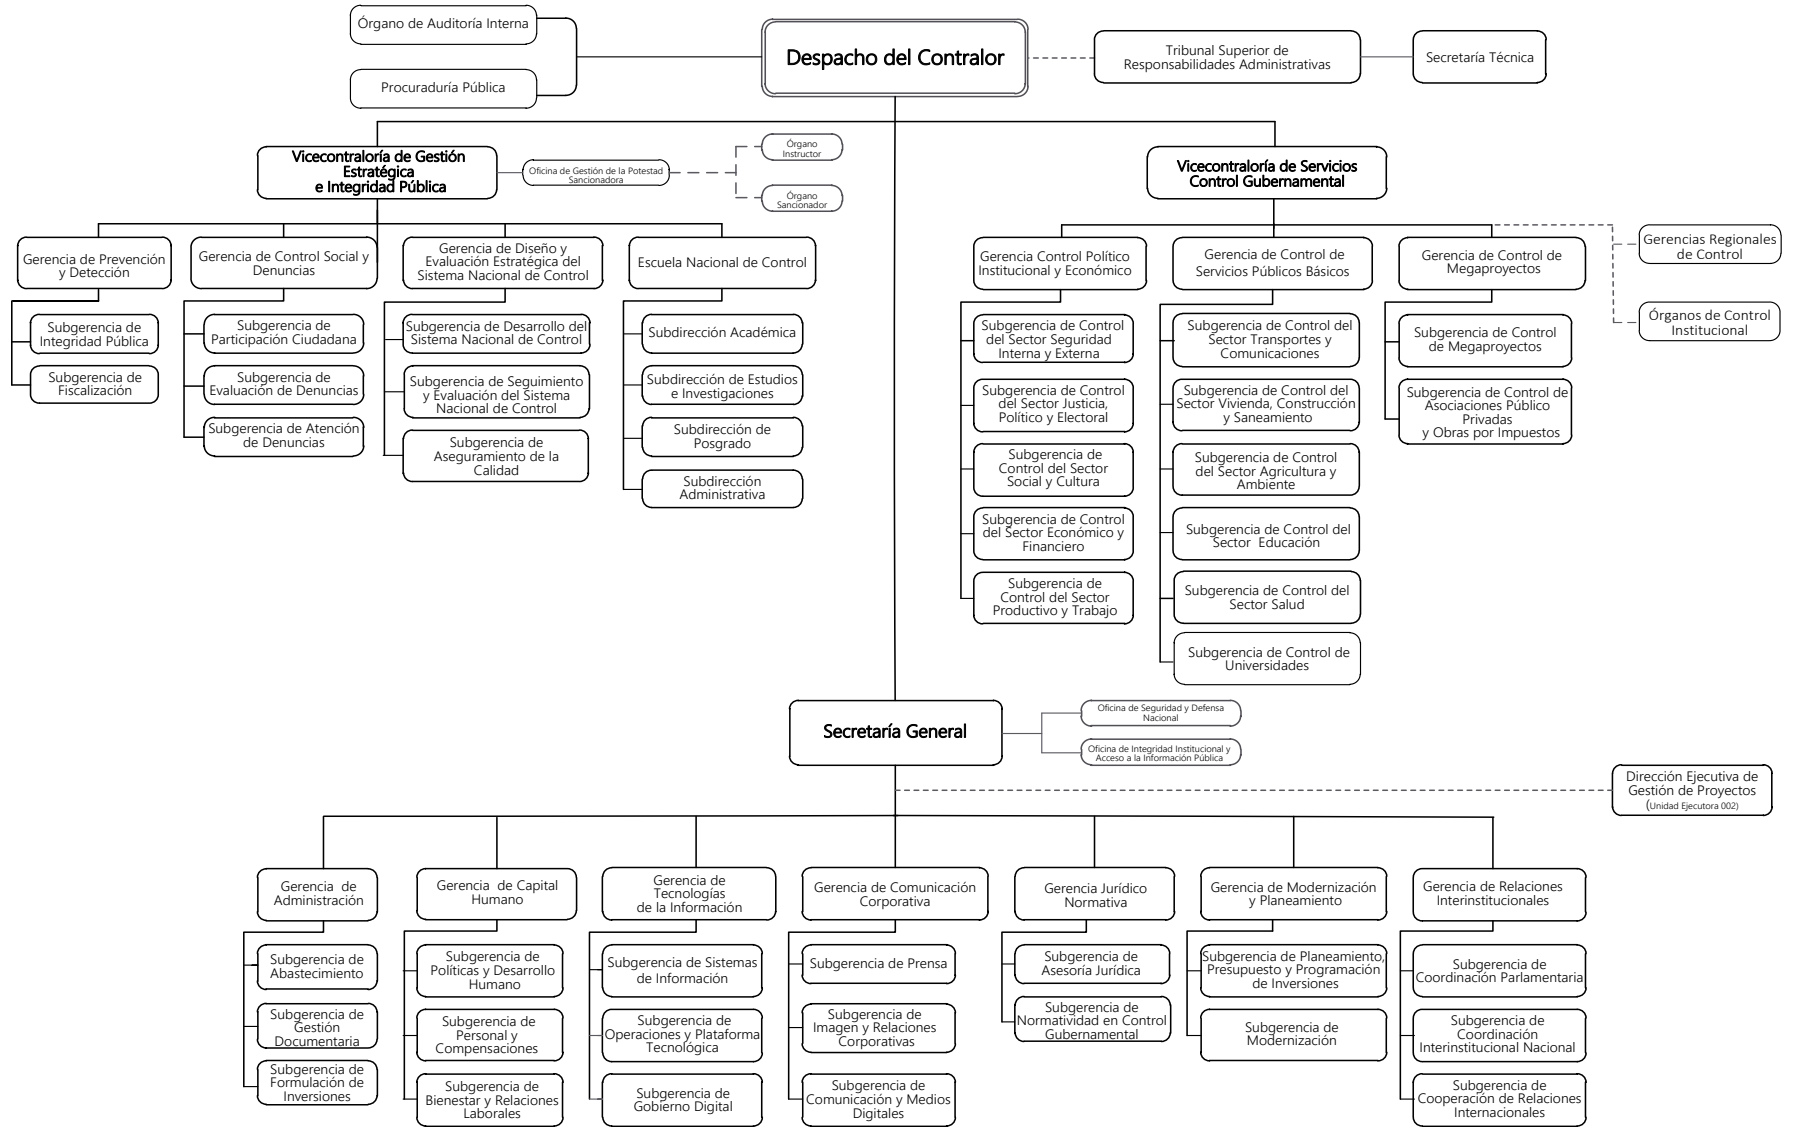 Órgano de Auditoría Interna
Procuraduría Pública
Despacho del Contralor
Tribunal Superior de
Responsabilidades Administrativas
Secretaría Técnica
Vicecontraloría de Gestión
Estratégica
e Integridad Pública
Oficina de Gestión de la Potestad
Sancionadora
Órgano
Instructor
Órgano
Sancionador
Vicecontraloría de Servicios
Control Gubernamental
Gerencia de Prevención
y Detección
Subgerencia de
Integridad Pública
Subgerencia de
Fiscalización
Gerencia de Control Social y
Denuncias
Subgerencia de
Participación Ciudadana
Subgerencia de
Evaluación de Denuncias
Subgerencia de Atención
de Denuncias
Gerencia de Diseño y
Evaluación Estratégica del
Sistema Nacional de Control
Subgerencia de Desarrollo del
Sistema Nacional de Control
Subgerencia de Seguimiento
y Evaluación del Sistema
Nacional de Control
Subgerencia de
Aseguramiento de la
Calidad
Escuela Nacional de Control
Subdirección Académica
Subdirección de Estudios
e Investigaciones
Subdirección de
Posgrado
Subdirección
Administrativa
Gerencia Control Político
Institucional y Económico
Subgerencia de Control
del Sector Seguridad
Interna y Externa
Subgerencia de Control
del Sector Justicia,
Político y Electoral
Subgerencia de
Control del Sector
Social y Cultura
Subgerencia de Control
del Sector Económico y
Financiero
Subgerencia de
Control del Sector
Productivo y Trabajo
Gerencia de Control de
Servicios Públicos Básicos
Subgerencia de Control del
Sector Transportes y
Comunicaciones
Subgerencia de Control del
Sector Vivienda, Construcción
y Saneamiento
Subgerencia de Control
del Sector Agricultura y
Ambiente
Subgerencia de Control del
Sector Educación
Subgerencia de Control del
Sector Salud
Subgerencia de Control de
Universidades
Gerencia de Control de
Megaproyectos
Subgerencia de Control
de Megaproyectos
Subgerencia de Control de
Asociaciones Público
Privadas
y Obras por Impuestos
Gerencias Regionales
de Control
Órganos de Control
Institucional
Secretaría General
Oficina de Seguridad y Defensa
Nacional
Oficina de Integridad Institucional y
Acceso a la Información Pública
Dirección Ejecutiva de
Gestión de Proyectos
(Unidad Ejecutora 002)
Gerencia de
Administración
Subgerencia de
Abastecimiento
Subgerencia de
Gestión
Documentaria
Subgerencia de
Formulación de
Inversiones
Gerencia de Capital
Humano
Subgerencia de
Políticas y Desarrollo
Humano
Subgerencia de
Personal y
Compensaciones
Subgerencia de
Bienestar y Relaciones
Laborales
Gerencia de
Tecnologías
de la Información
Subgerencia de Sistemas
de Información
Subgerencia de
Operaciones y Plataforma
Tecnológica
Subgerencia de
Gobierno Digital
Gerencia de Comunicación
Corporativa
Subgerencia de Prensa
Subgerencia de
Imagen y Relaciones
Corporativas
Subgerencia de
Comunicación y Medios
Digitales
Gerencia Jurídico
Normativa
Subgerencia de
Asesoría Jurídica
Subgerencia de
Normatividad en Control
Gubernamental
Gerencia de Modernización
y Planeamiento
Subgerencia de Planeamiento,
Presupuesto y Programación
de Inversiones
Subgerencia de
Modernización
Gerencia de Relaciones
Interinstitucionales
Subgerencia de
Coordinación Parlamentaria
Subgerencia de
Coordinación
Interinstitucional Nacional
Subgerencia de
Cooperación de Relaciones
Internacionales